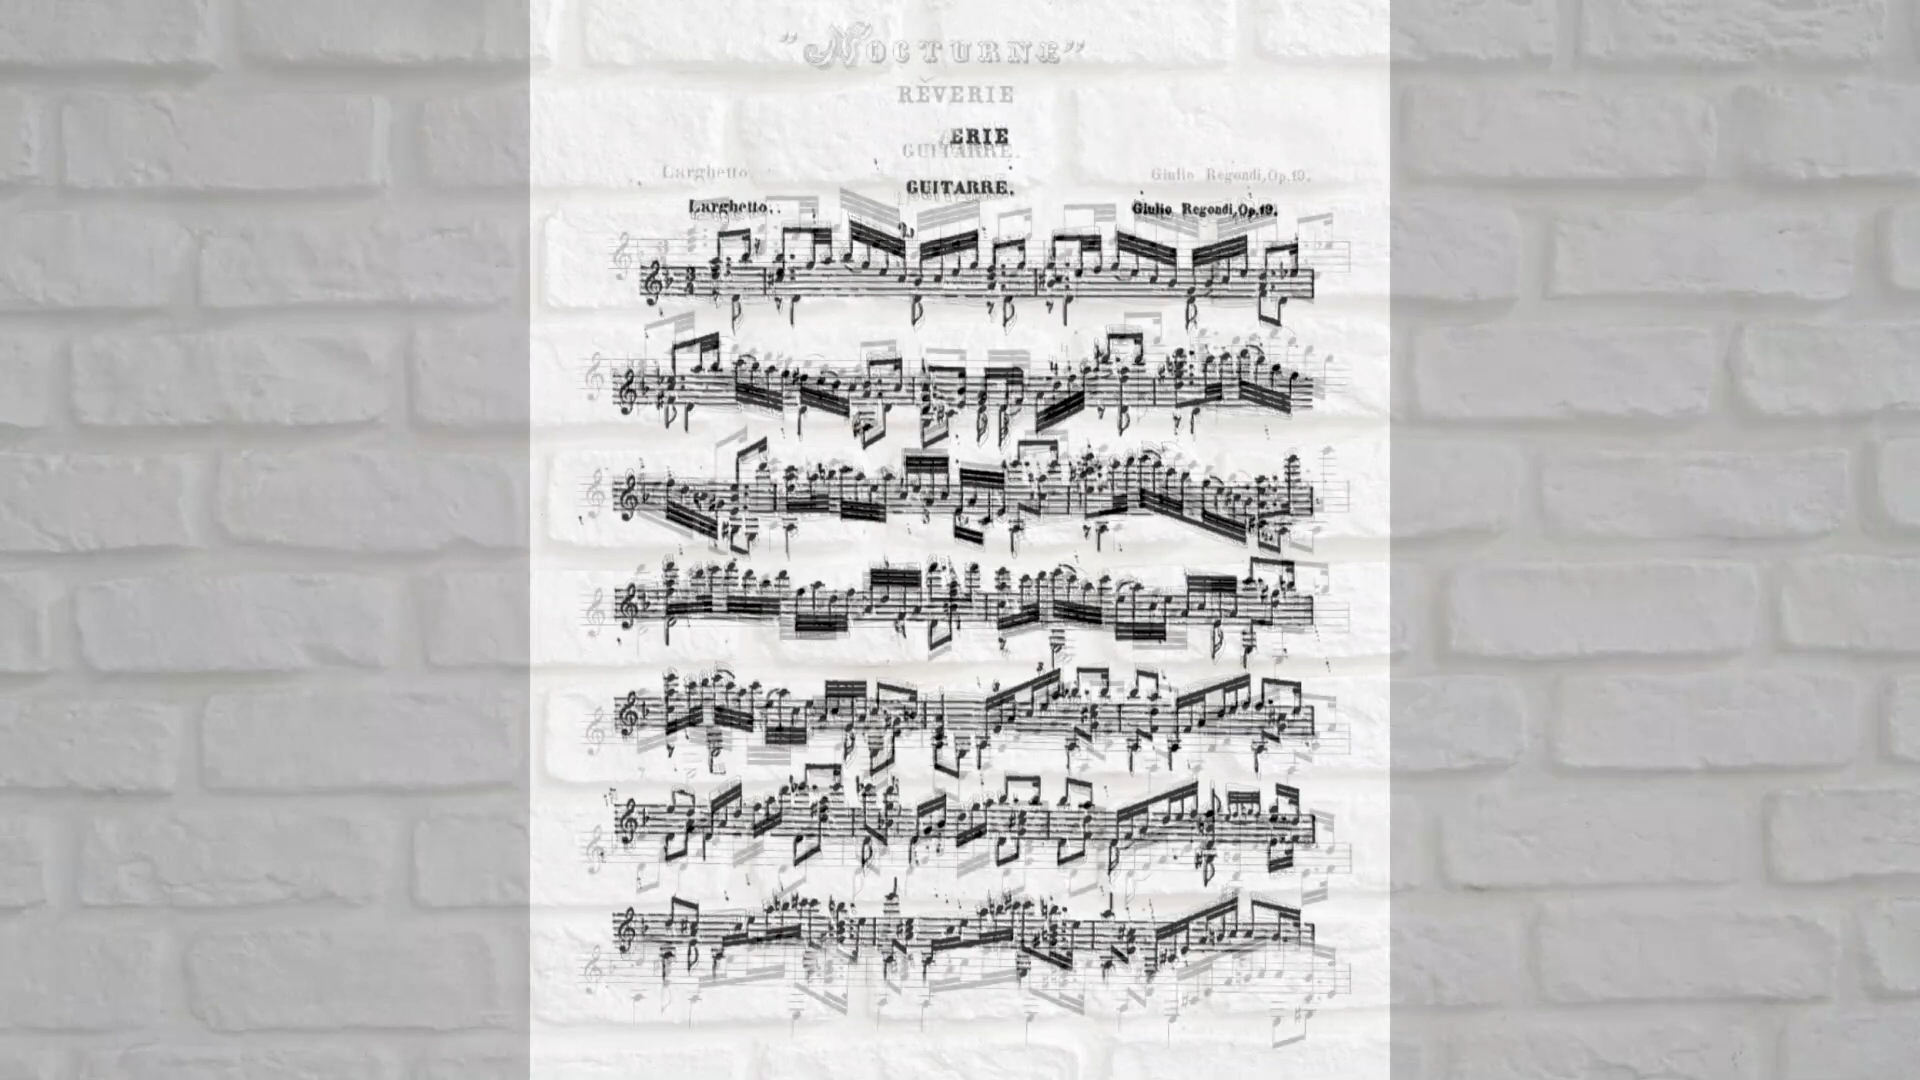 "NOCTURNE"
RÊVERIE
ERIE
GUITARRE.
Larghetto Giulio Regondi, Op.19.
GUITARRE.
Larghetto. Giulio Regondi, Op.19.